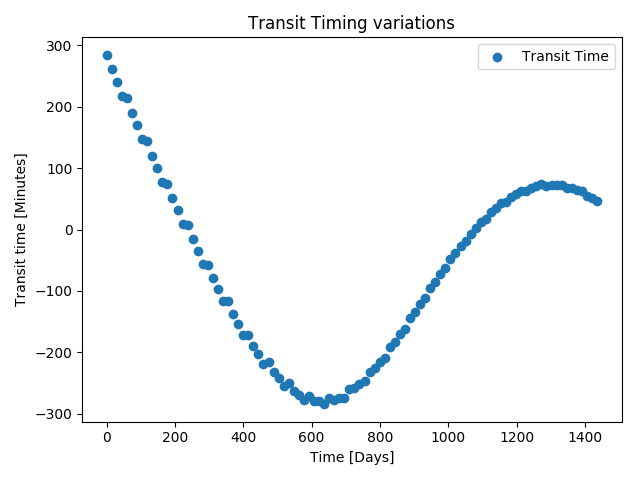 Transit Timing variations
Transit Time
Transit time [Minutes]
300
200
100
0
−100
−200
−300
0 200 400 600 800 1000 1200 1400
Time [Days]